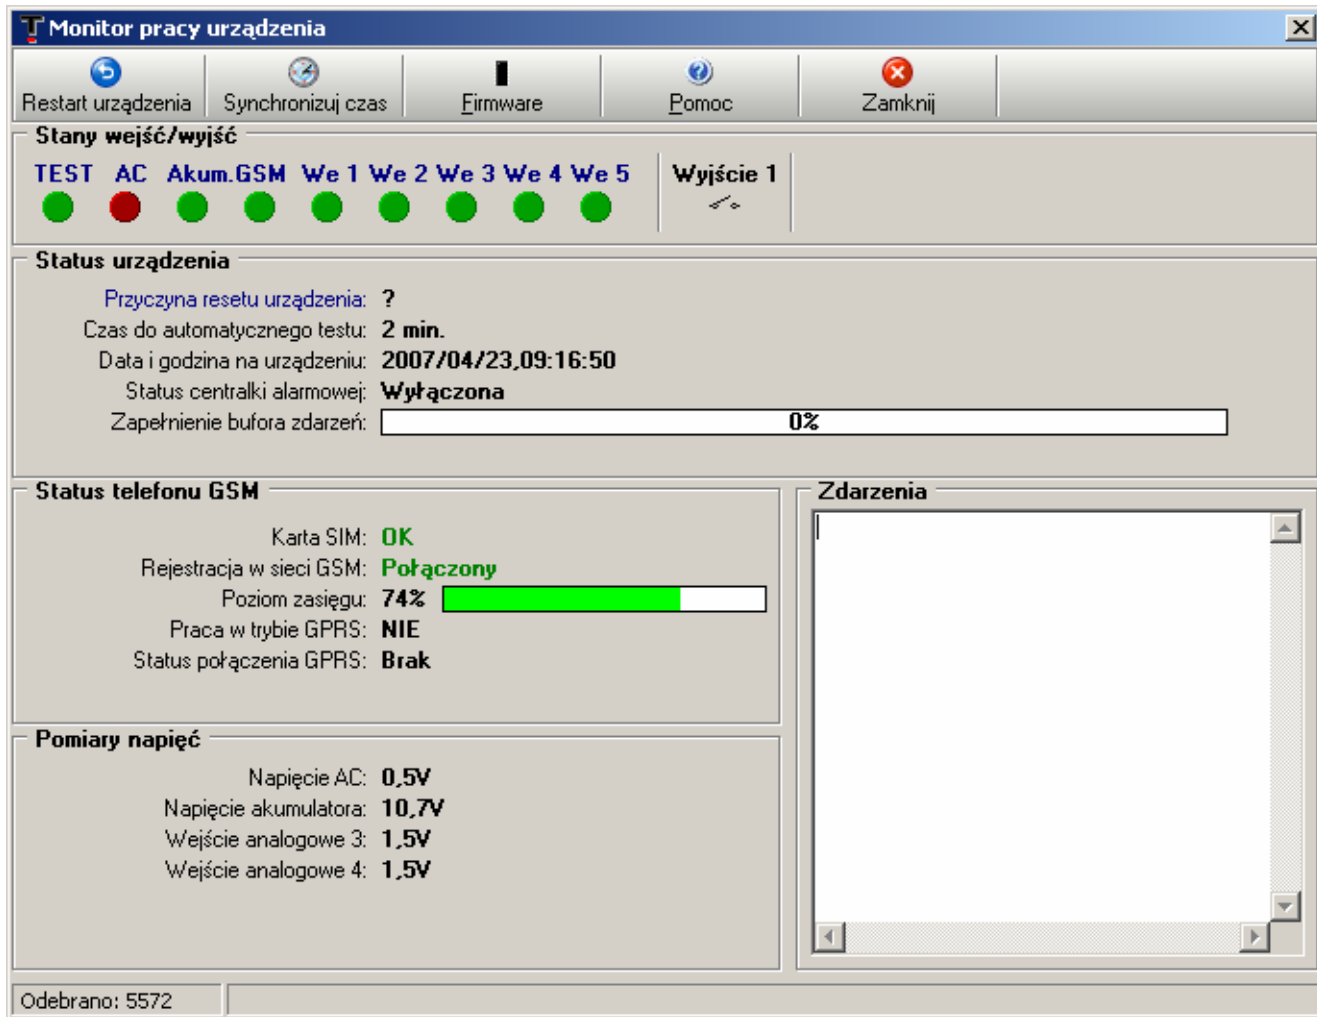 Monitor pracy urządzenia
Restart urządzenia Synchronizuj czas Firmware Pomoc Zamknij
Stany wejść/wyjść
TEST AC Akum.GSM We 1 We 2 We 3 We 4 We 5 Wyjście 1
Status urządzenia
Przyczyna resetu urządzenia: ?
Czas do automatycznego testu: 2 min.
Data i godzina na urządzeniu: 2007/04/23,09:16:50
Status centralki alarmowej: Wyłączona
Zapełnienie bufora zdarzeń: 0%
Status telefonu GSM
Karta SIM: OK
Rejestracja w sieci GSM: Połączony
Poziom zasięgu: 74%
Praca w trybie GPRS: NIE
Status połączenia GPRS: Brak
Zdarzenia
Pomiary napięć
Napięcie AC: 0,5V
Napięcie akumulatora: 10,7V
Wejście analogowe 3: 1,5V
Wejście analogowe 4: 1,5V
Odebrano: 5572